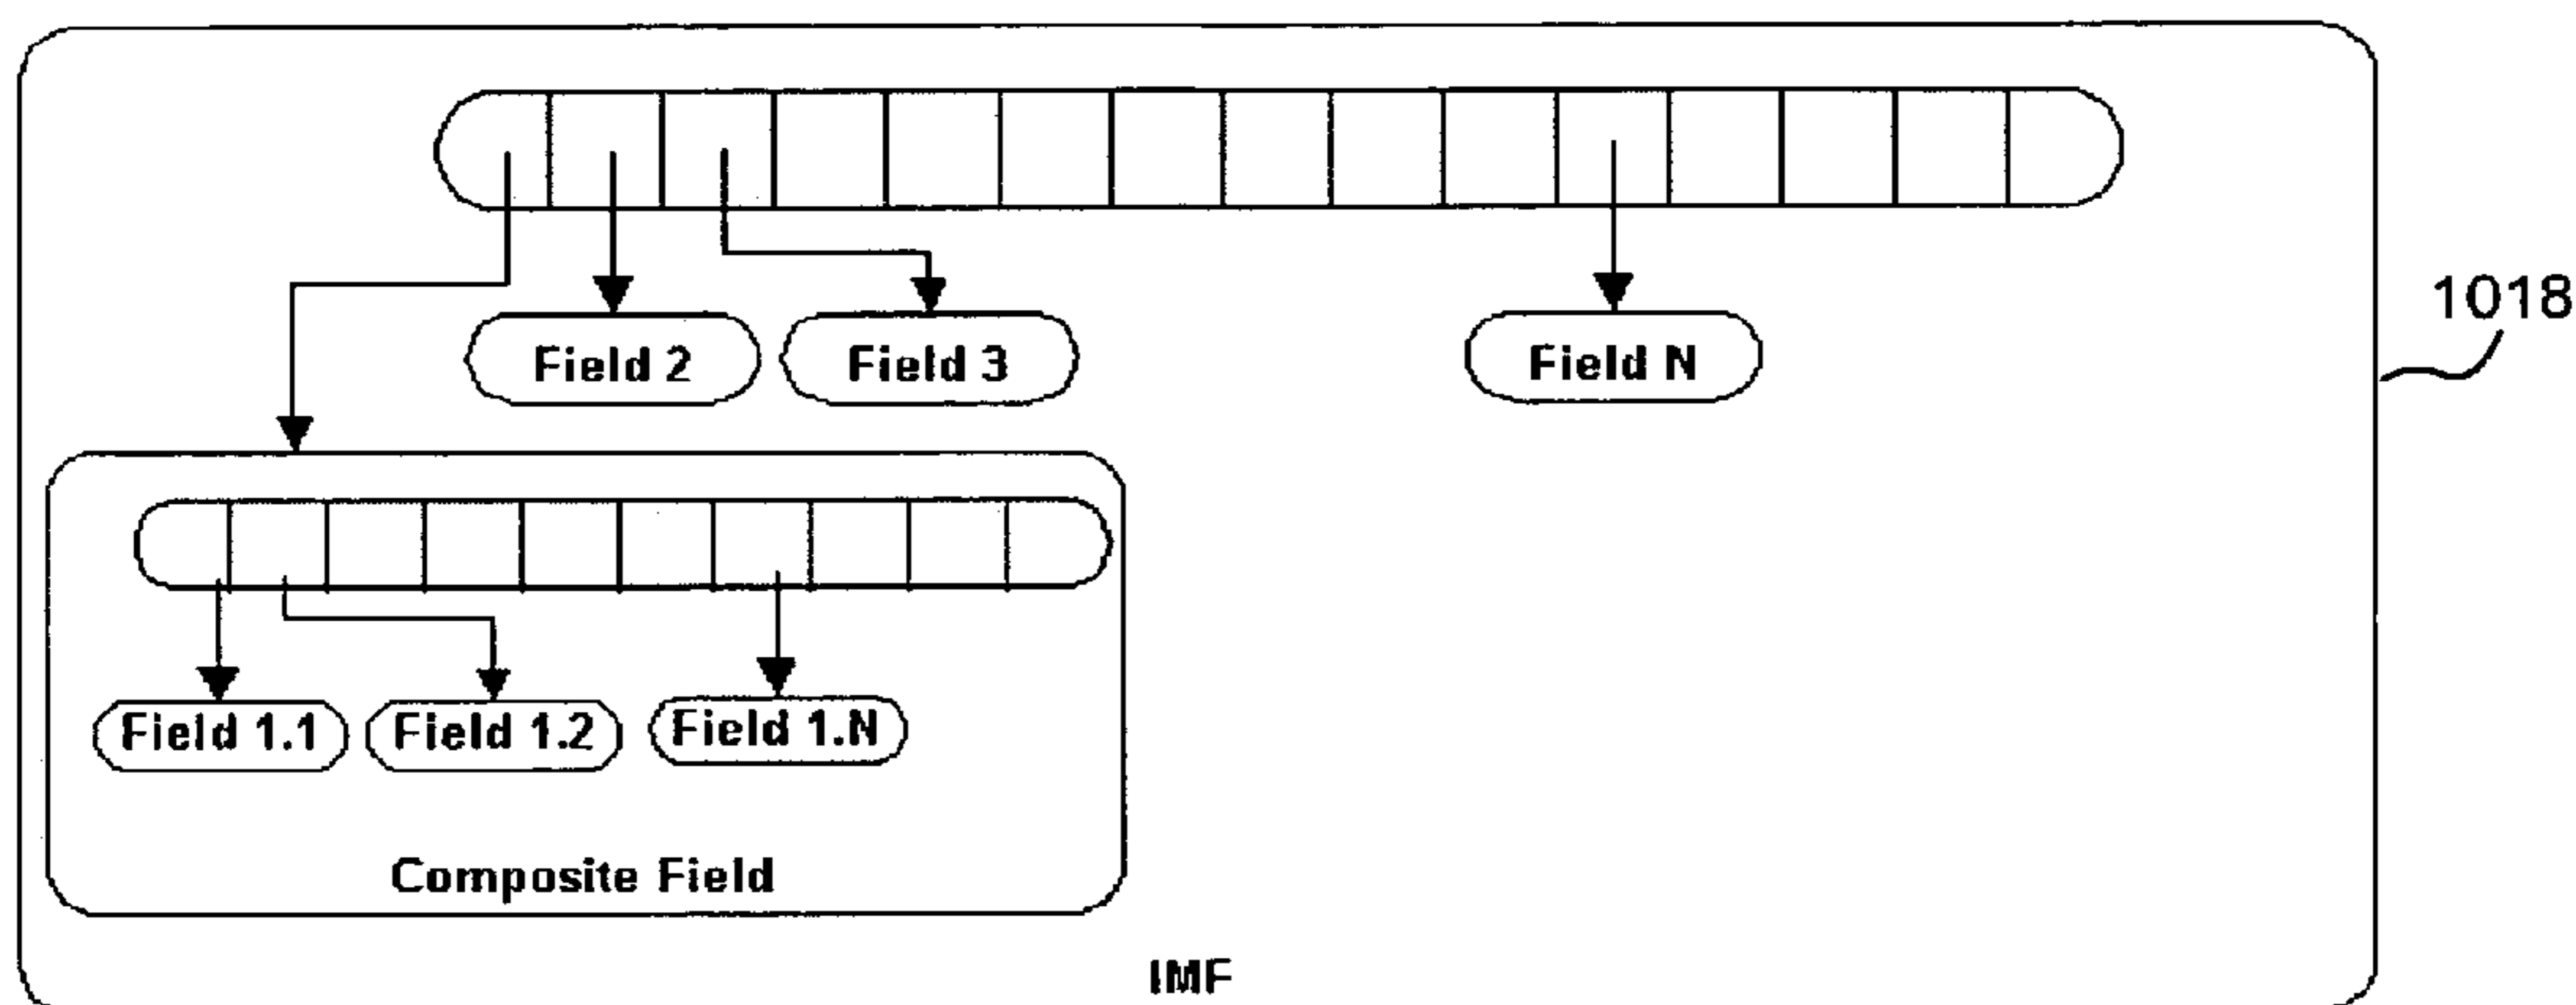 1018
Field 2
Field 3
Field N
Field 1.1
Field 1.2
Field 1.N
Composite Field
IMF